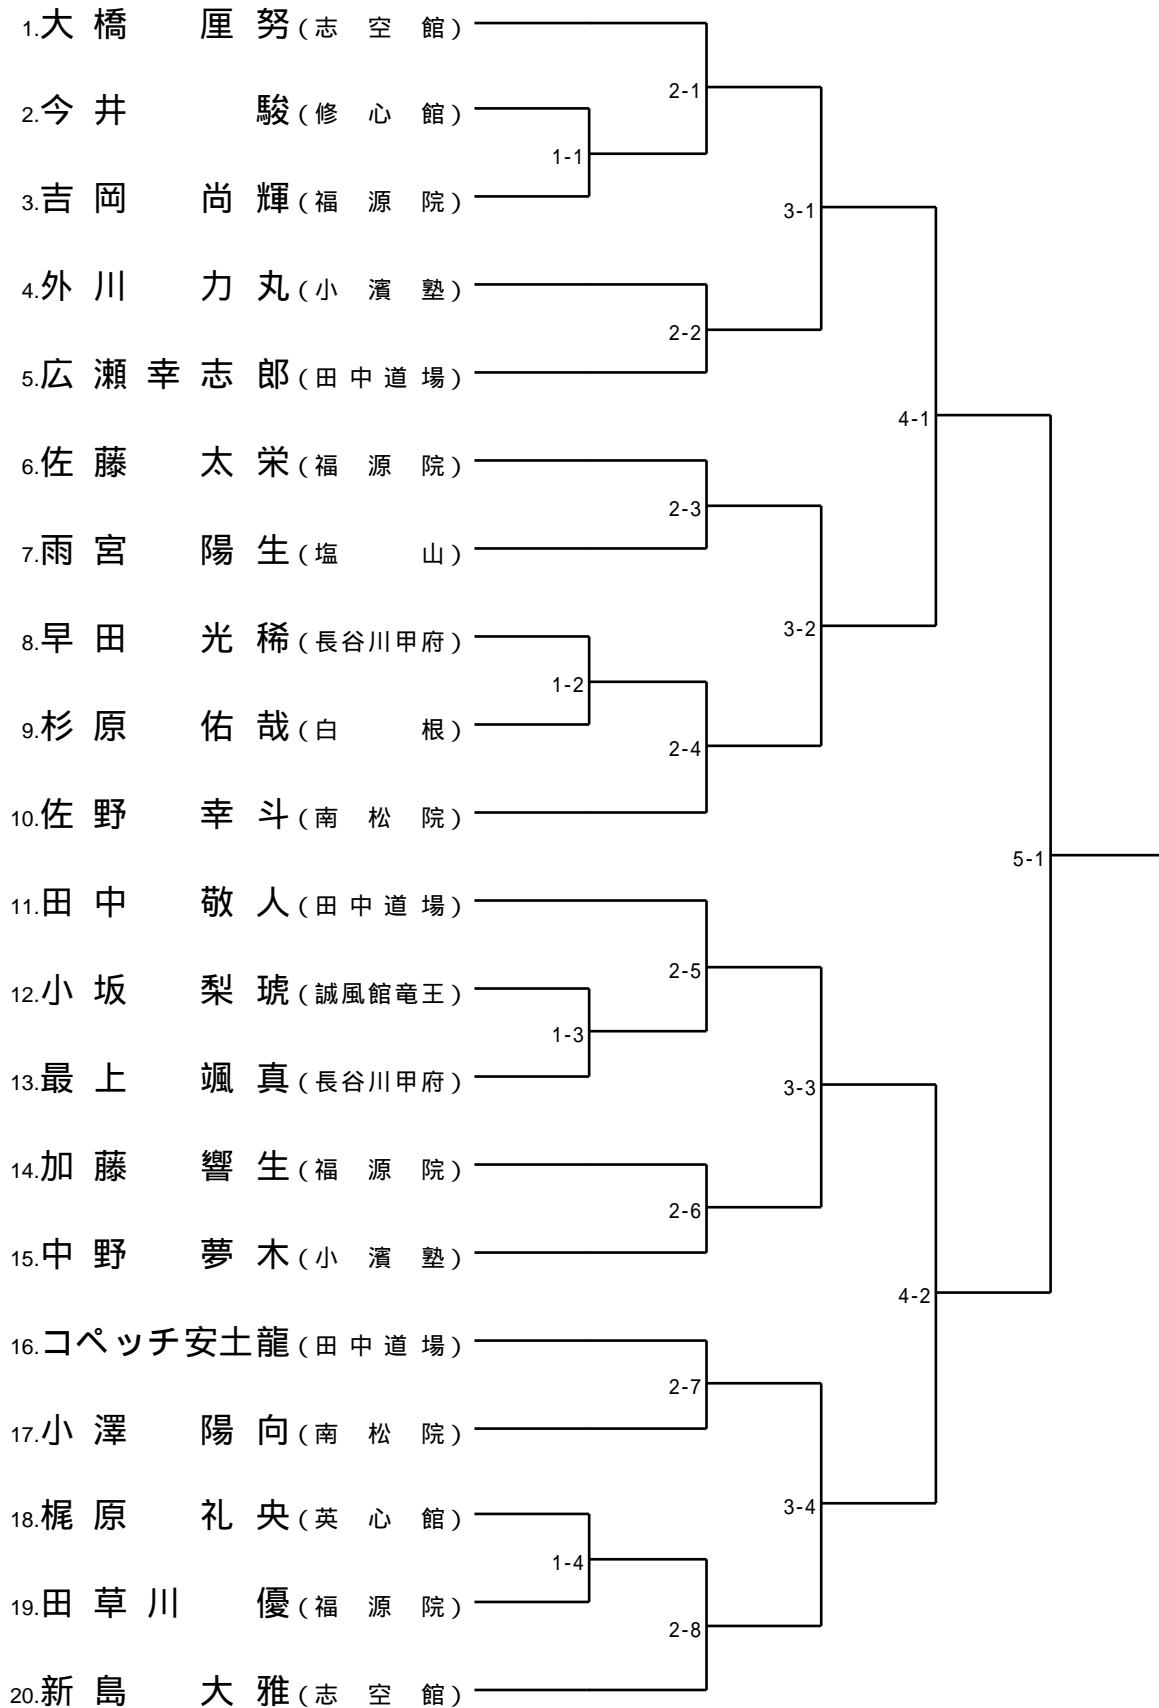 1.大橋 厘努(志空館)
2-1
2.今井 駿(修心館)
1-1
3.吉岡 尚輝(福源院)
3-1
4.外川 力丸(小濱塾)
2-2
5.広瀬幸志郎(田中道場)
4-1
6.佐藤 太栄(福源院)
2-3
7.雨宮 陽生(塩山)
3-2
8.早田 光稀(長谷川甲府)
1-2
9.杉原 佑哉(白根)
2-4
10.佐野 幸斗(南松院)
5-1
11.田中 敬人(田中道場)
2-5
12.小坂 梨琥(誠風館竜王)
1-3
13.最上 颯真(長谷川甲府)
3-3
14.加藤 響生(福源院)
2-6
15.中野 夢木(小濱塾)
4-2
16.コペッチ安土龍(田中道場)
2-7
17.小澤 陽向(南松院)
3-4
18.梶原 礼央(英心館)
1-4
19.田草川 優(福源院)
2-8
20.新島 大雅(志空館)